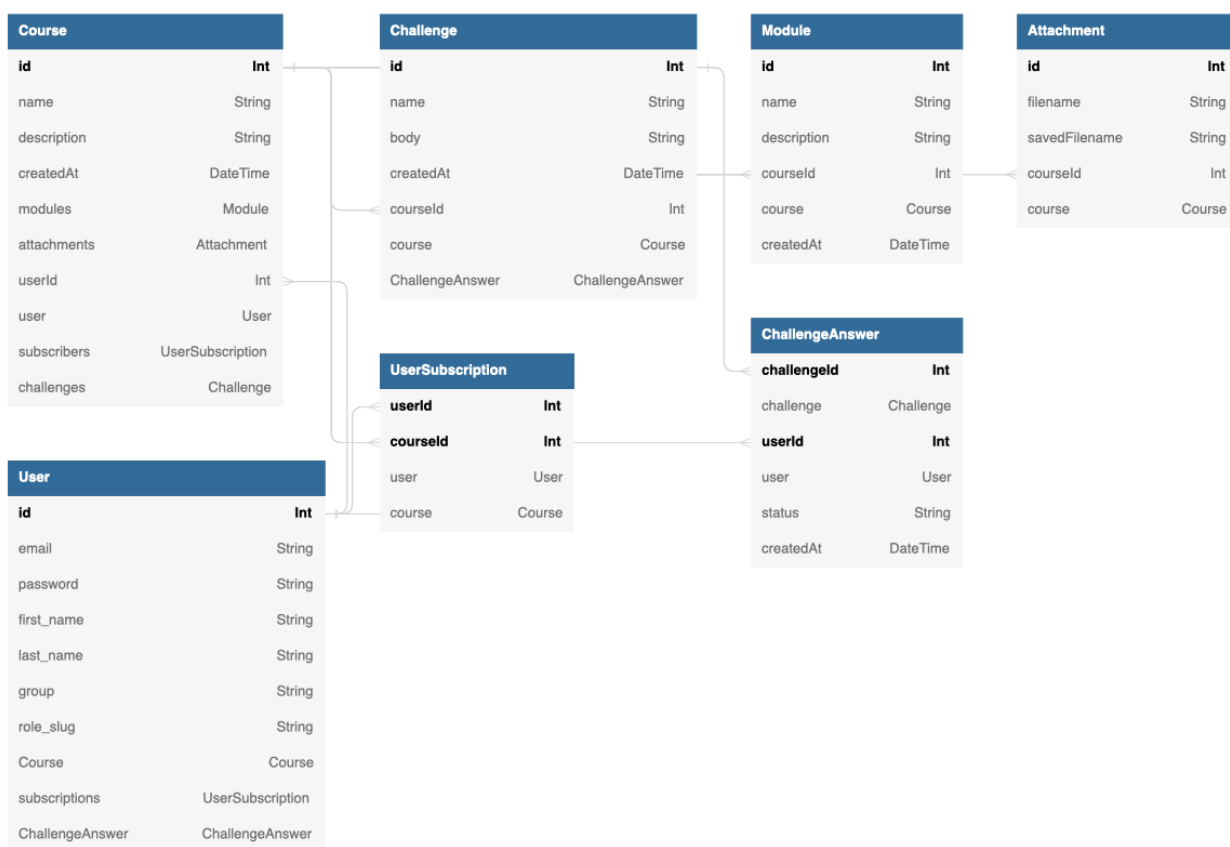 Course
id Int
name String
description String
createdAt DateTime
modules Module
attachments Attachment
userId Int
user User
subscribers UserSubscription
challenges Challenge
Challenge
id Int
name String
body String
createdAt DateTime
courseId Int
course Course
ChallengeAnswer ChallengeAnswer
Module
id Int
name String
description String
courseId Int
course Course
createdAt DateTime
Attachment
id Int
filename String
savedFilename String
courseId Int
course Course
UserSubscription
userId Int
courseId Int
user User
course Course
ChallengeAnswer
challengeId Int
challenge Challenge
userId Int
user User
status String
createdAt DateTime
User
id Int
email String
password String
first_name String
last_name String
group String
role_slug String
Course Course
subscriptions UserSubscription
ChallengeAnswer ChallengeAnswer